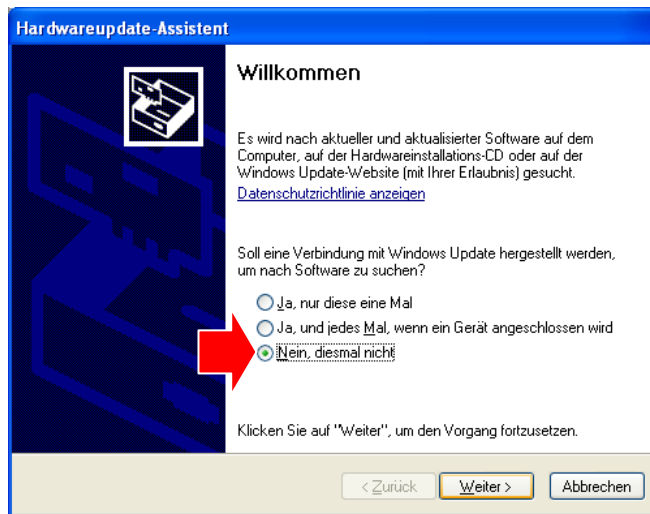 Hardwareupdate-Assistent
Willkommen
Es wird nach aktueller und aktualisierter Software auf dem
Computer, auf der Hardwareinstallations-CD oder auf der
Windows Update-Website (mit Ihrer Erlaubnis) gesucht.
Datenschutzrichtlinie anzeigen
Soll eine Verbindung mit Windows Update hergestellt werden,
um nach Software zu suchen?
Ja, nur diese eine Mal
Ja, und jedes Mal, wenn ein Gerät angeschlossen wird
Nein, diesmal nicht
Klicken Sie auf "Weiter", um den Vorgang fortzusetzen.
< Zurück Weiter > Abbrechen